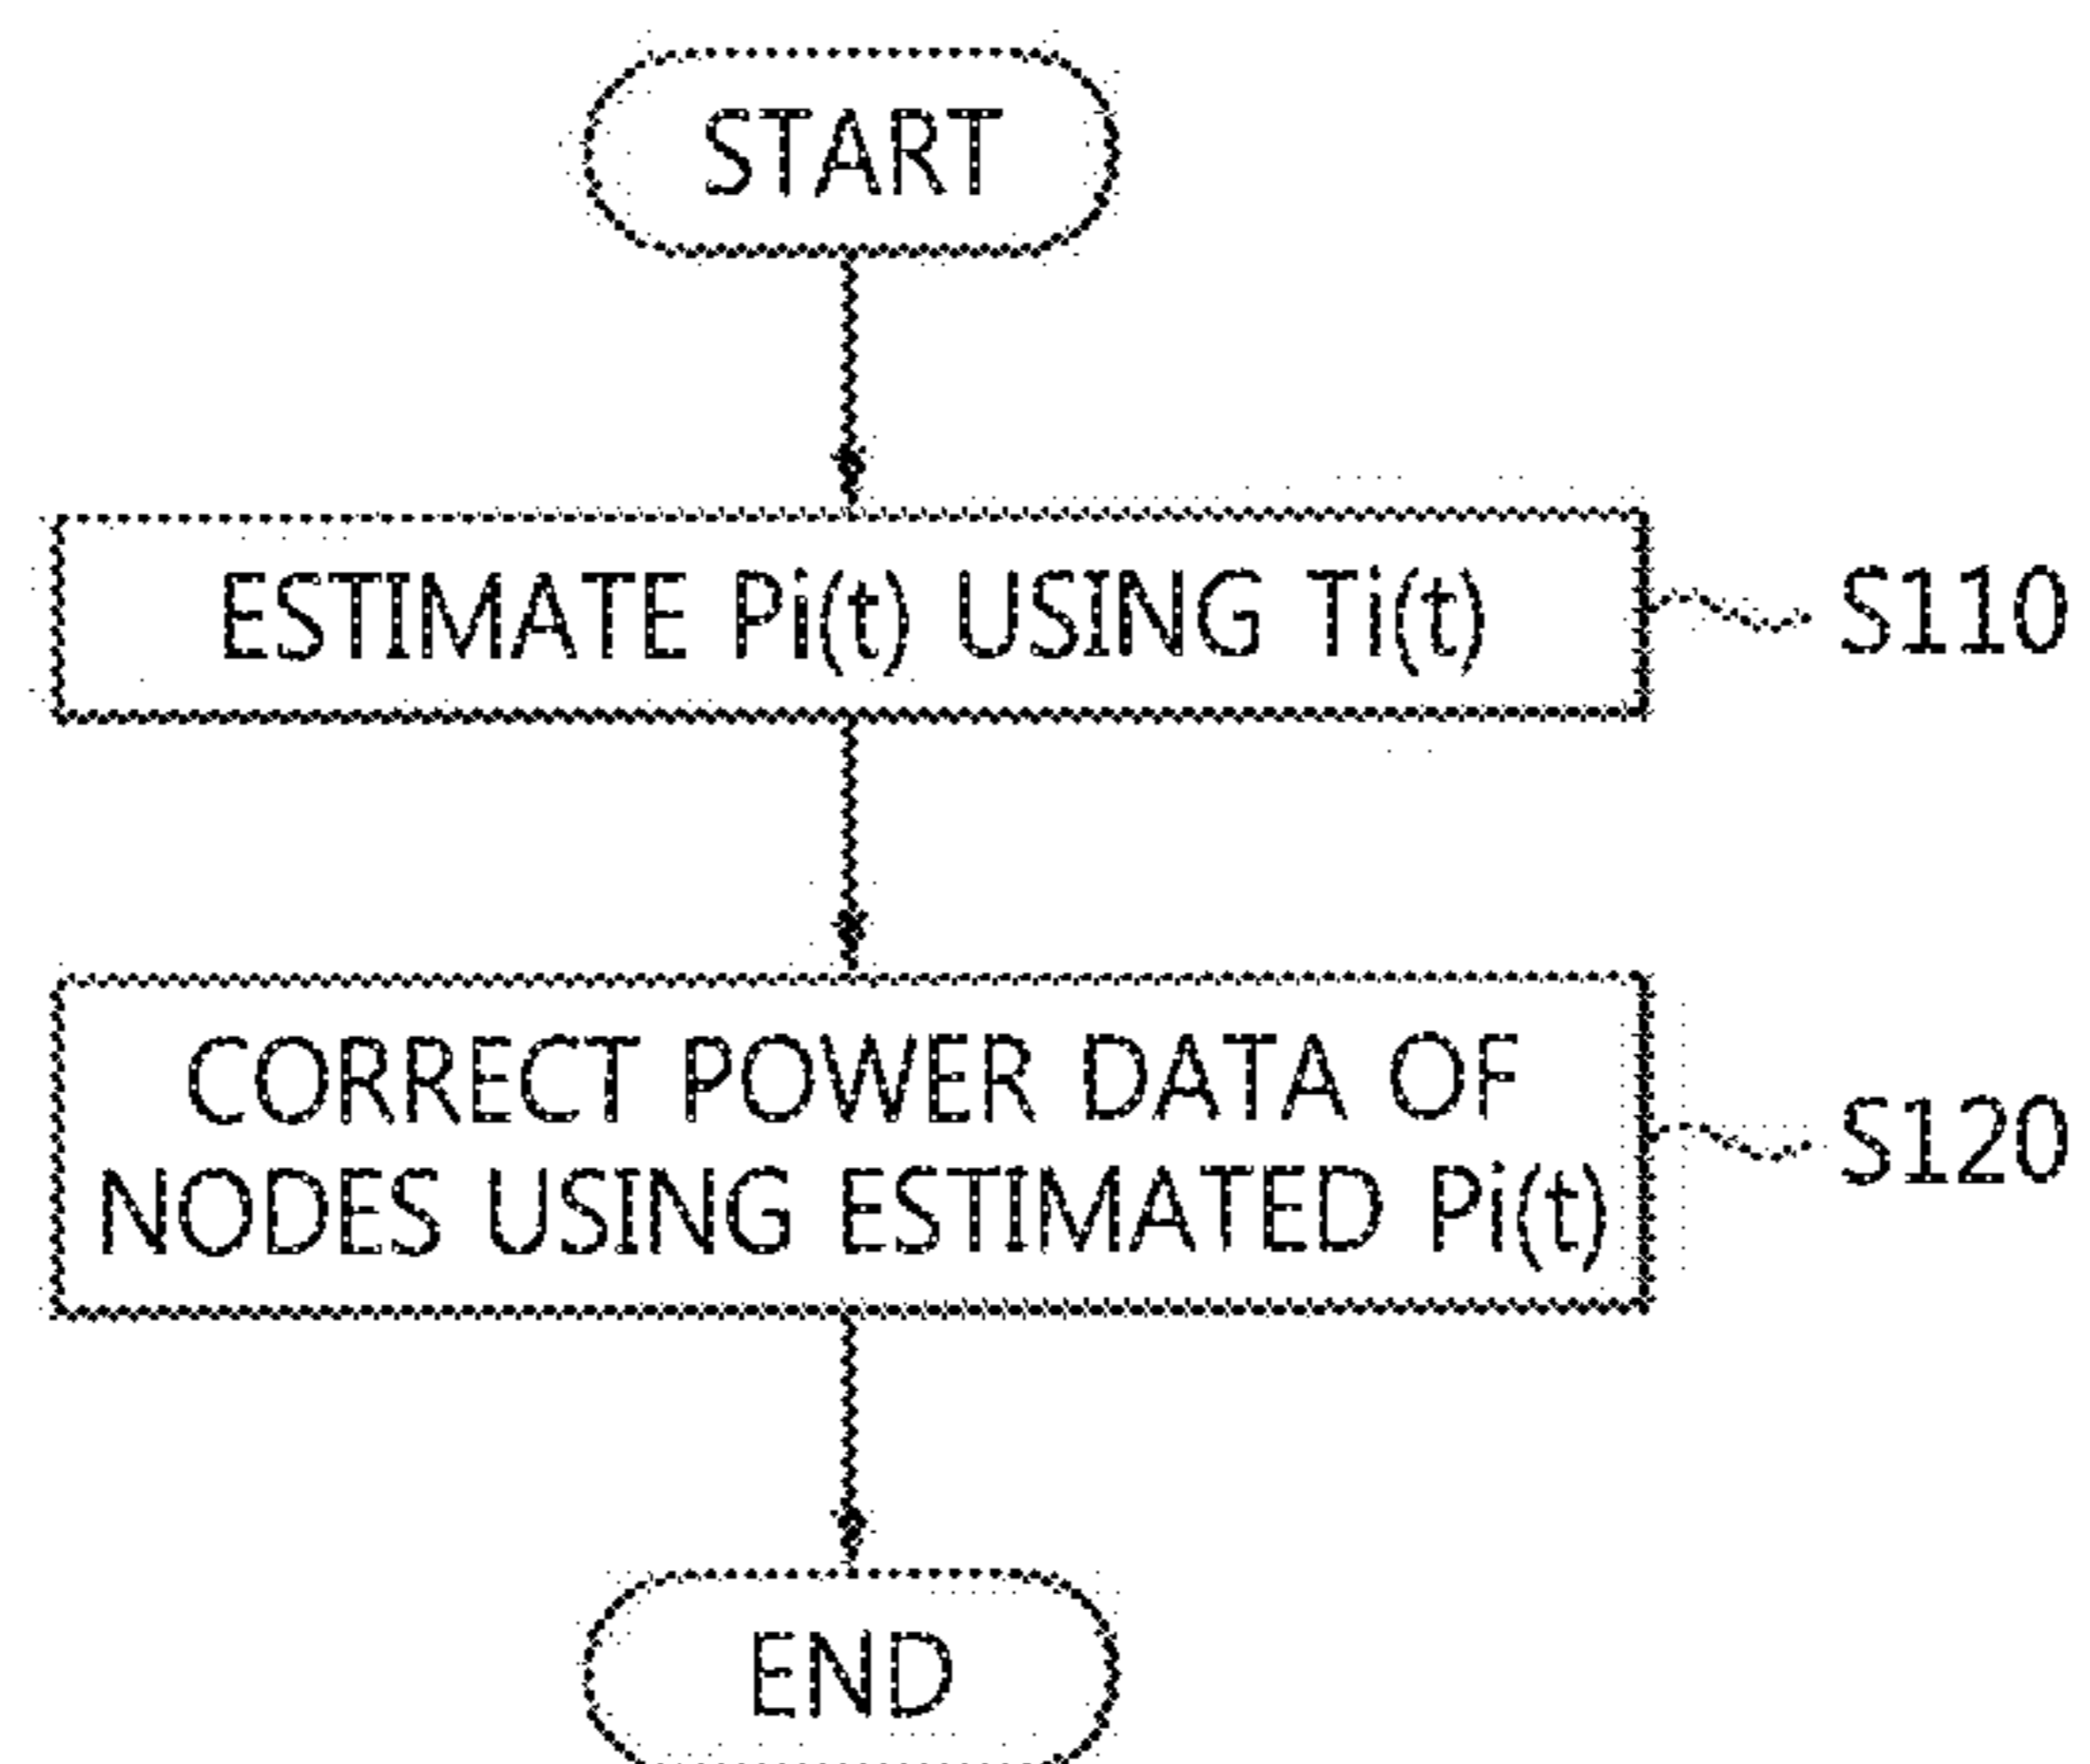 START
ESTIMATE Pi(t) USING Ti(t)
S110
CORRECT POWER DATA OF
NODES USING ESTIMATED Pi(t)
S120
END